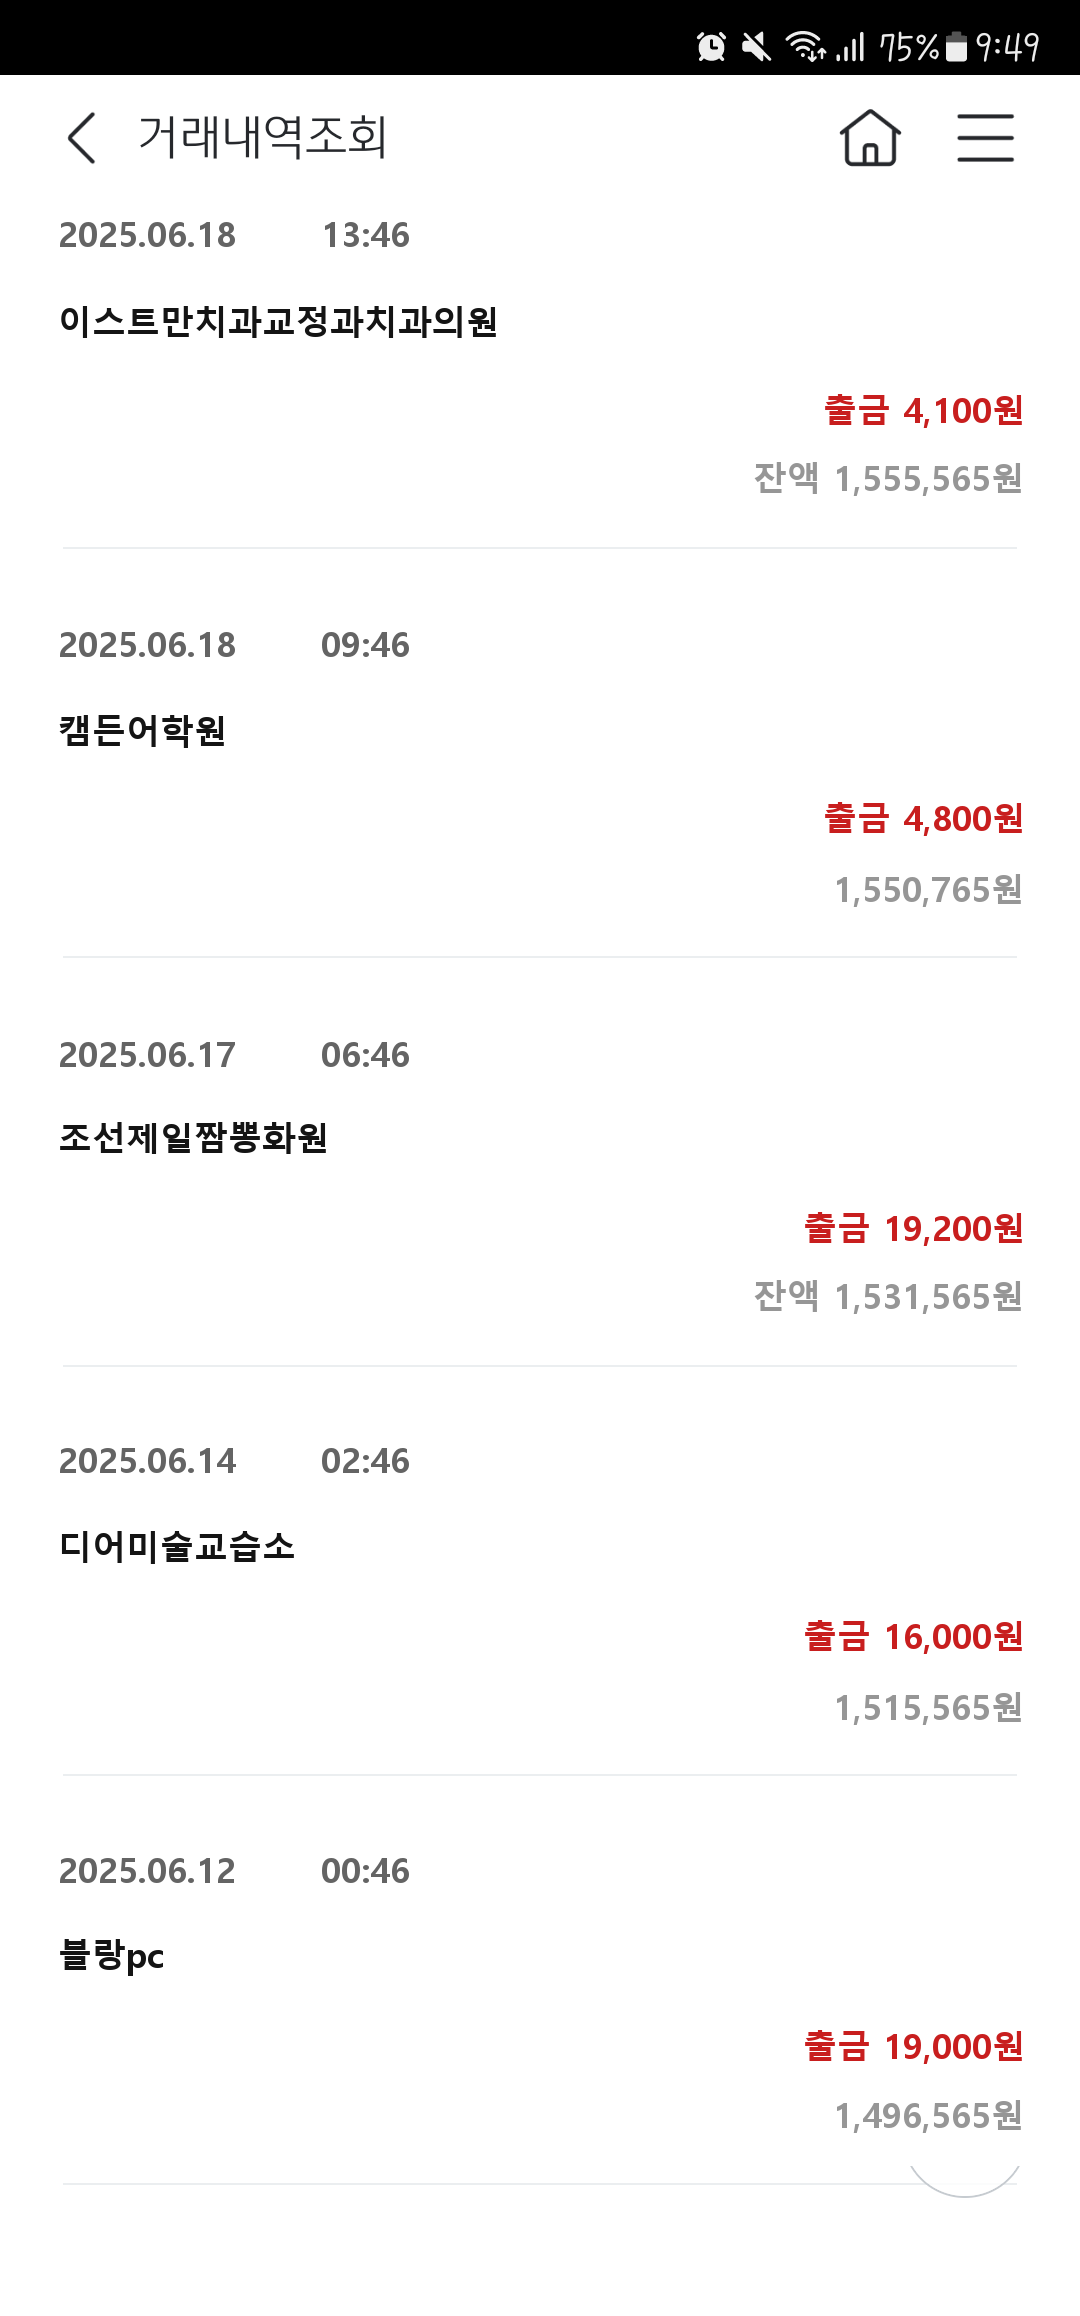 75% 9:49
거래내역조회
2025.06.18 13:46
이스트만치과교정과치과의원
출금 4,100원
잔액 1,555,565원
2025.06.18 09:46
캠든어학원
출금 4,800원
1,550,765원
2025.06.17 06:46
조선제일짬뽕화원
출금 19,200원
잔액 1,531,565원
2025.06.14 02:46
디어미술교습소
출금 16,000원
1,515,565원
2025.06.12 00:46
블랑pc
출금 19,000원
1,496,565원